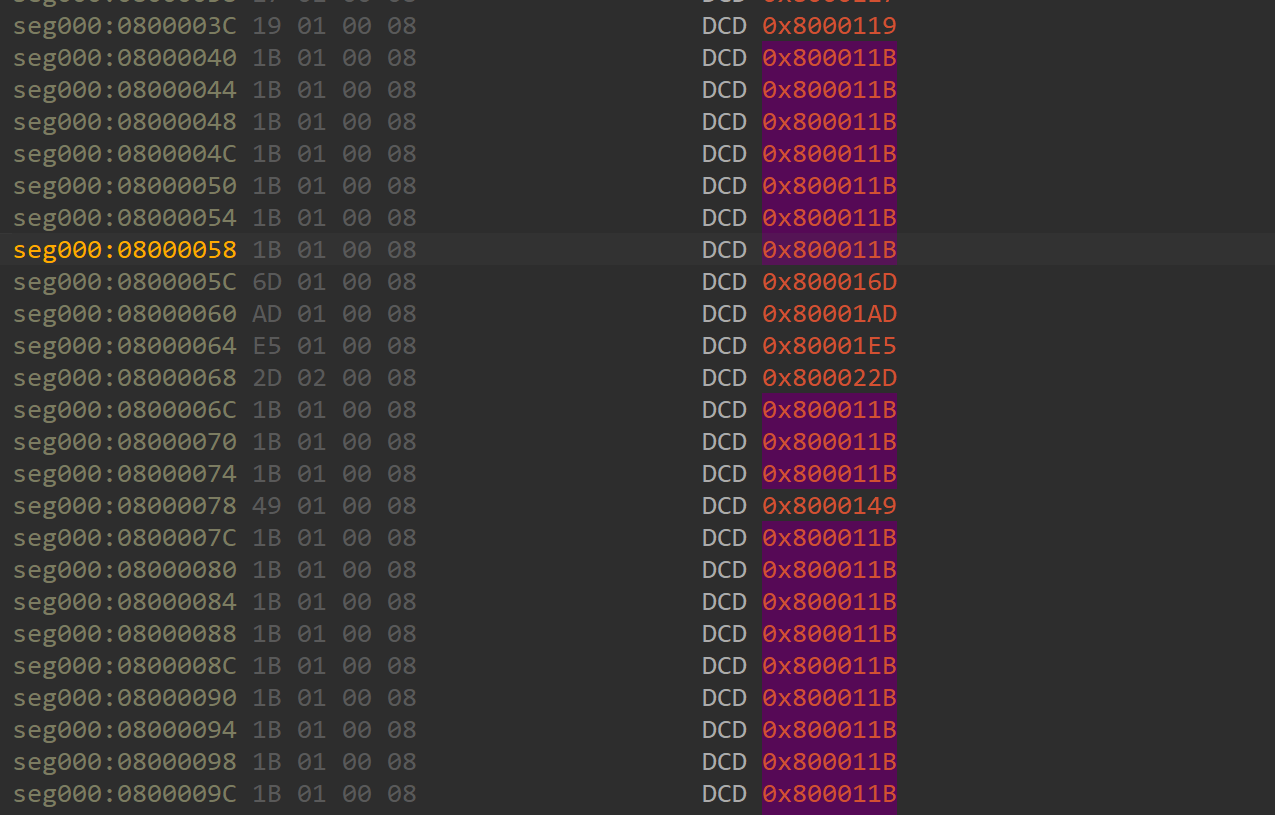 seg000:0800003C 19 01 00 08 DCD 0x8000119
seg000:08000040 1B 01 00 08 DCD 0x800011B
seg000:08000044 1B 01 00 08 DCD 0x800011B
seg000:08000048 1B 01 00 08 DCD 0x800011B
seg000:0800004C 1B 01 00 08 DCD 0x800011B
seg000:08000050 1B 01 00 08 DCD 0x800011B
seg000:08000054 1B 01 00 08 DCD 0x800011B
seg000:08000058 1B 01 00 08 DCD 0x800011B
seg000:0800005C 6D 01 00 08 DCD 0x800016D
seg000:08000060 AD 01 00 08 DCD 0x80001AD
seg000:08000064 E5 01 00 08 DCD 0x80001E5
seg000:08000068 2D 02 00 08 DCD 0x800022D
seg000:0800006C 1B 01 00 08 DCD 0x800011B
seg000:08000070 1B 01 00 08 DCD 0x800011B
seg000:08000074 1B 01 00 08 DCD 0x800011B
seg000:08000078 49 01 00 08 DCD 0x8000149
seg000:0800007C 1B 01 00 08 DCD 0x800011B
seg000:08000080 1B 01 00 08 DCD 0x800011B
seg000:08000084 1B 01 00 08 DCD 0x800011B
seg000:08000088 1B 01 00 08 DCD 0x800011B
seg000:0800008C 1B 01 00 08 DCD 0x800011B
seg000:08000090 1B 01 00 08 DCD 0x800011B
seg000:08000094 1B 01 00 08 DCD 0x800011B
seg000:08000098 1B 01 00 08 DCD 0x800011B
seg000:0800009C 1B 01 00 08 DCD 0x800011B